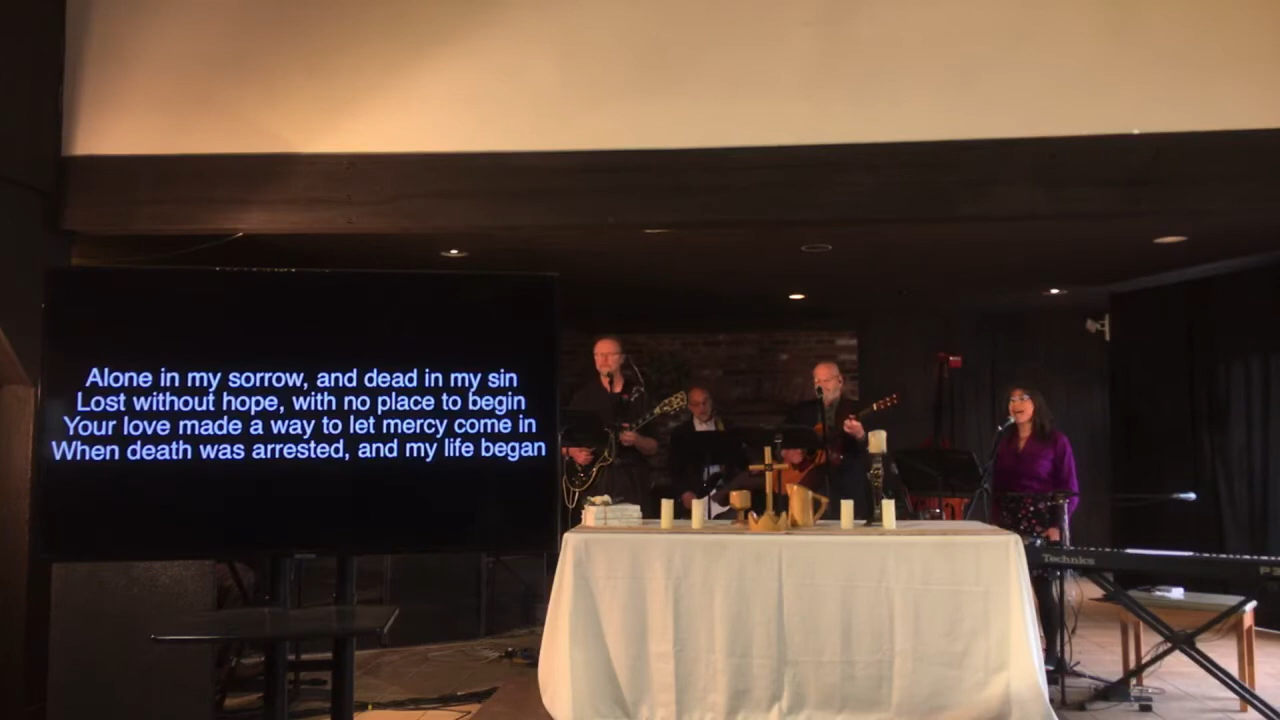 Alone in my sorrow, and dead in my sin
Lost without hope, with no place to begin
Your love made a way to let mercy come in
When death was arrested, and my life began
Technics